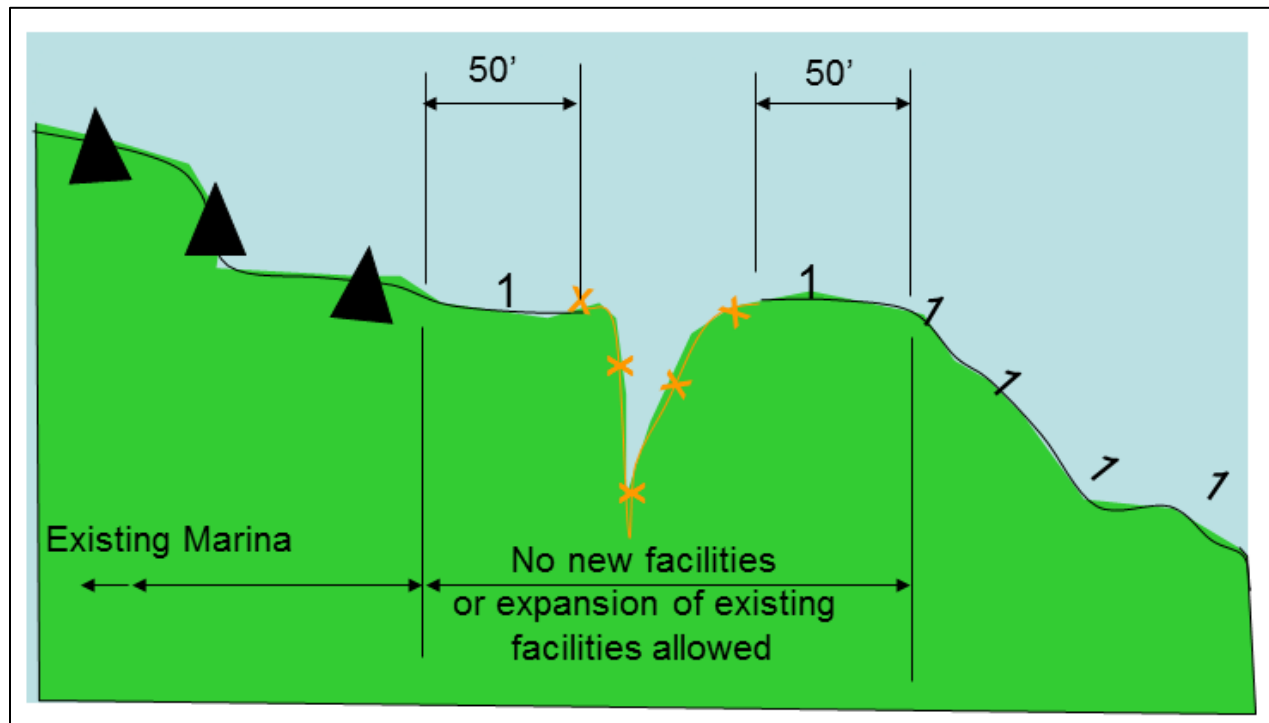 50’
50’
1
1
1
1
1
1
x
x
x
x
x
Existing Marina
No new facilities
or expansion of existing
facilities allowed